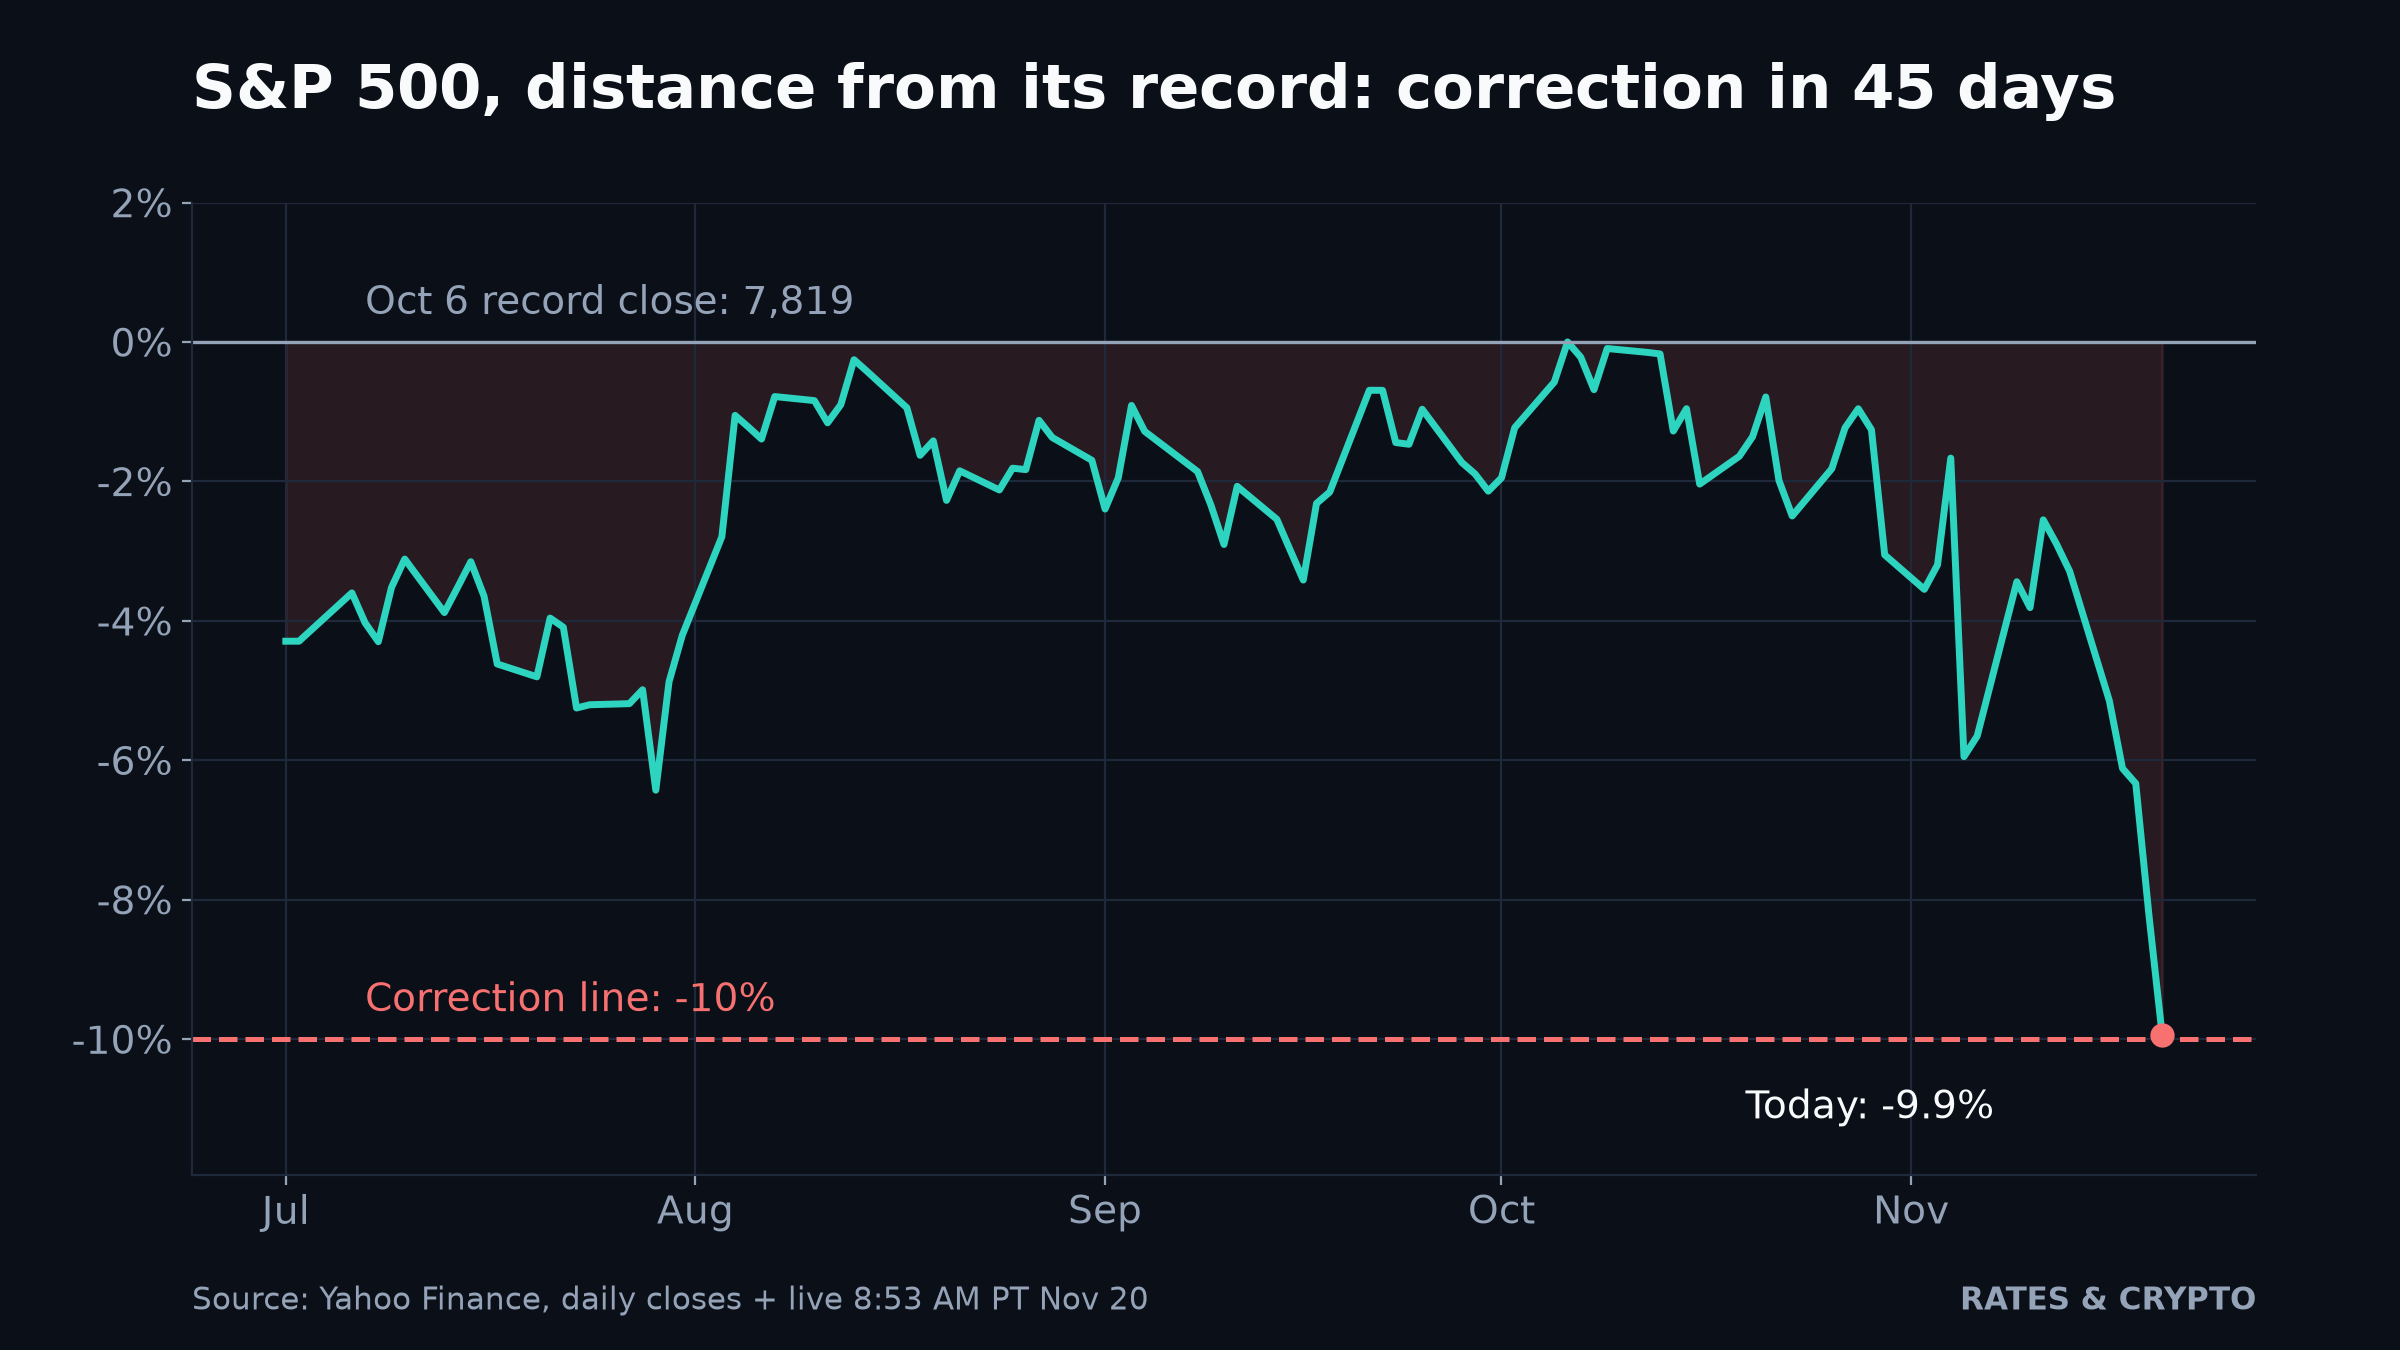 S&P 500, distance from its record: correction in 45 days
2%
Oct 6 record close: 7,819
0%
-2%
-4%
-6%
-8%
Correction line: -10%
-10%
Today: -9.9%
Jul Aug Sep Oct Nov
Source: Yahoo Finance, daily closes + live 8:53 AM PT Nov 20
RATES & CRYPTO